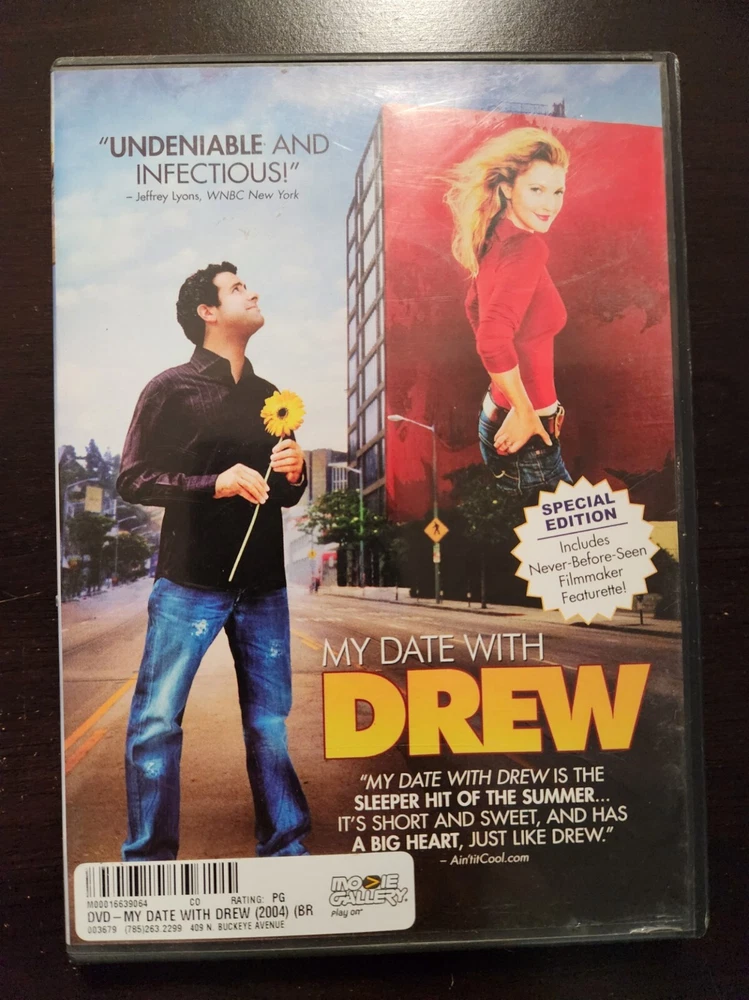 “UNDENIABLE AND
INFECTIOUS!”
– Jeffrey Lyons, WNBC New York
SPECIAL
EDITION
Includes
Never-Before-Seen
Filmmaker
Featurette!
MY DATE WITH
DREW
“MY DATE WITH DREW IS THE
SLEEPER HIT OF THE SUMMER...
IT’S SHORT AND SWEET, AND HAS
A BIG HEART, JUST LIKE DREW.”
– Ain’titCool.com
M00016639064 CO RATING: PG
DVD – MY DATE WITH DREW (2004) (BR
003679 (785)263.2299 409 N. BUCKEYE AVENUE
MOVIE
GALLERY.
play on